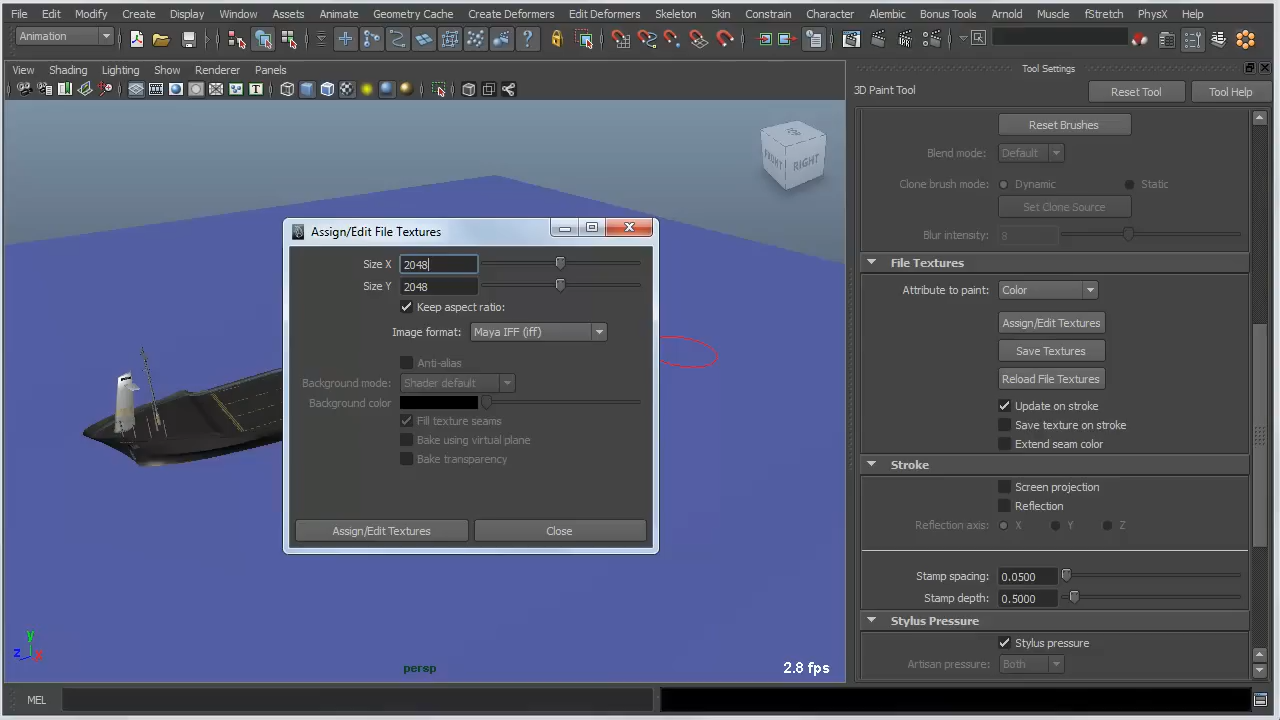 File Edit Modify Create Display Window Assets Animate Geometry Cache Create Deformers Edit Deformers Skeleton Skin Constrain Character Alembic Bonus Tools Arnold Muscle fStretch PhysX Help
Animation
View Shading Lighting Show Renderer Panels
Tool Settings
3D Paint Tool Reset Tool Tool Help
Reset Brushes
Blend mode: Default
Clone brush mode: Dynamic Static
Set Clone Source
Blur intensity: 8
File Textures
Attribute to paint: Color
Assign/Edit Textures
Save Textures
Reload File Textures
Update on stroke
Save texture on stroke
Extend seam color
Stroke
Screen projection
Reflection
Reflection axis: X Y Z
Stamp spacing: 0.0500
Stamp depth: 0.5000
Stylus Pressure
Stylus pressure
Artisan pressure: Both
TOP
FRONT RIGHT
Assign/Edit File Textures
Size X 2048
Size Y 2048
Keep aspect ratio:
Image format: Maya IFF (iff)
Anti-alias
Background mode: Shader default
Background color
Fill texture seams
Bake using virtual plane
Bake transparency
Assign/Edit Textures Close
y
z x
persp
2.8 fps
MEL